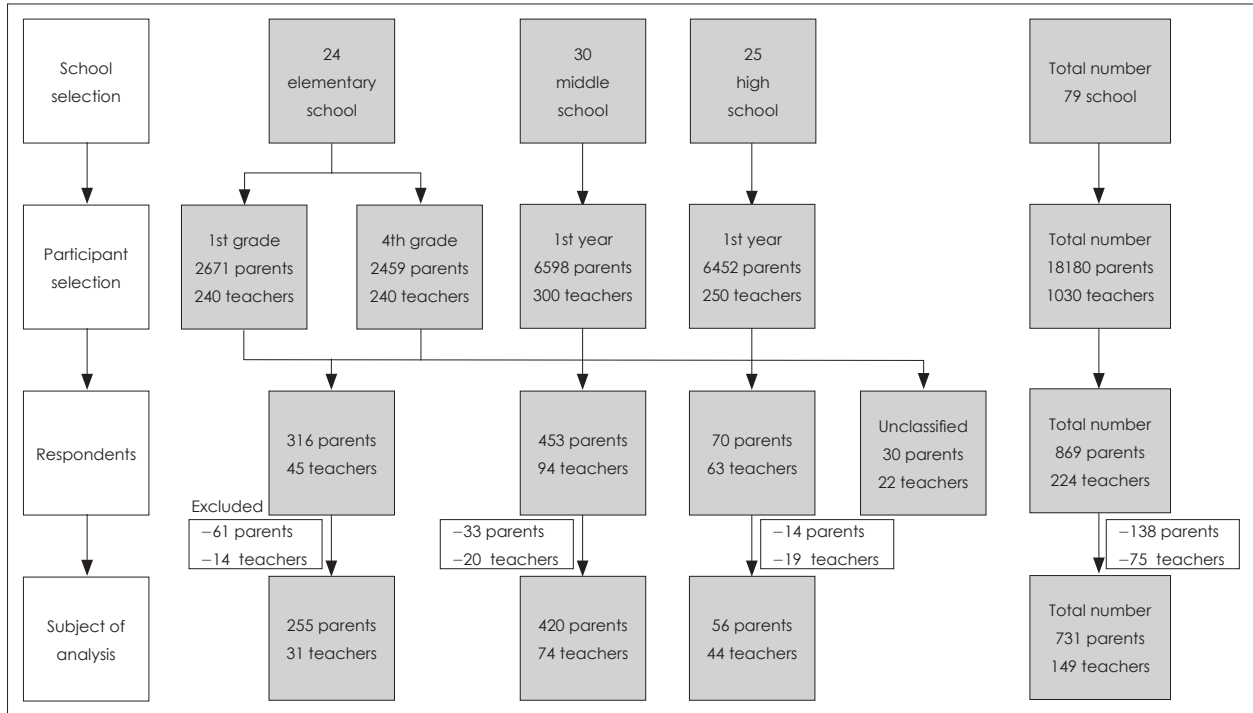 School
selection
24
elementary
school
30
middle
school
25
high
school
Total number
79 school
Participant
selection
1st grade
2671 parents
240 teachers
4th grade
2459 parents
240 teachers
1st year
6598 parents
300 teachers
1st year
6452 parents
250 teachers
Total number
18180 parents
1030 teachers
Respondents
316 parents
45 teachers
453 parents
94 teachers
70 parents
63 teachers
Unclassified
30 parents
22 teachers
Total number
869 parents
224 teachers
Excluded
−61 parents
−14 teachers
−33 parents
−20 teachers
−14 parents
−19 teachers
−138 parents
−75 teachers
Subject of
analysis
255 parents
31 teachers
420 parents
74 teachers
56 parents
44 teachers
Total number
731 parents
149 teachers